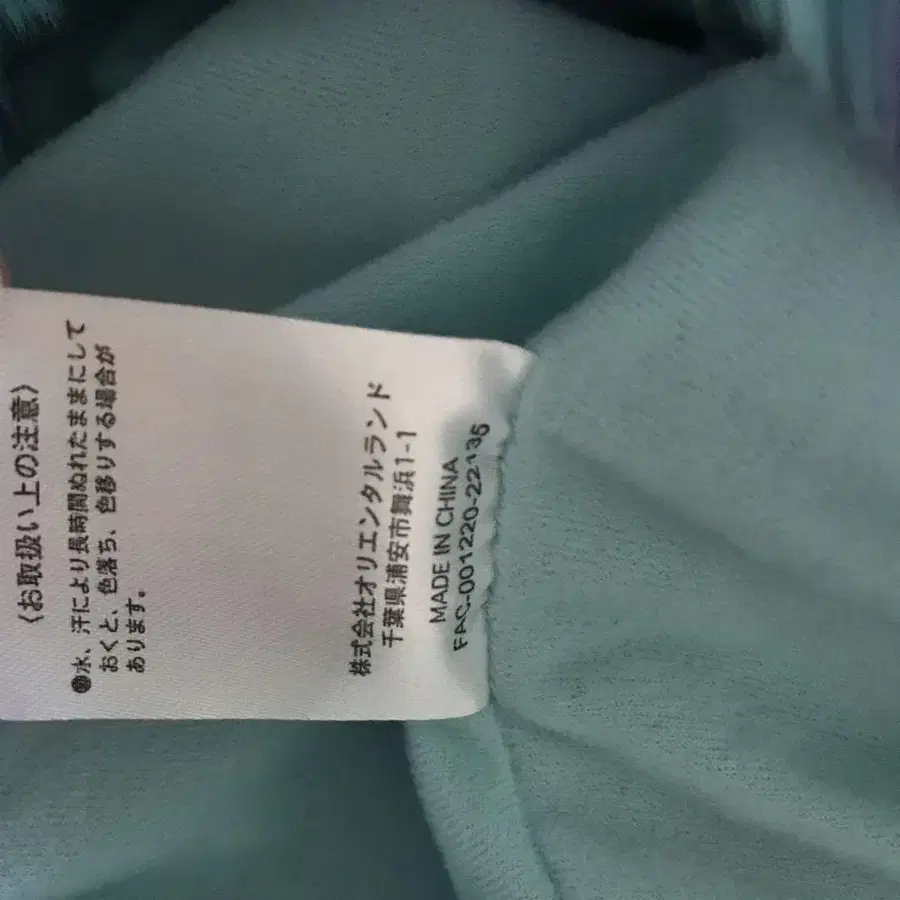 〈お取扱い上の注意〉
●水、汗により長時間ぬれたままにして
おくと、色落ち、色移りする場合が
あります。
株式会社オリエンタルランド
千葉県浦安市舞浜1-1
MADE IN CHINA
FAC-001220-22135